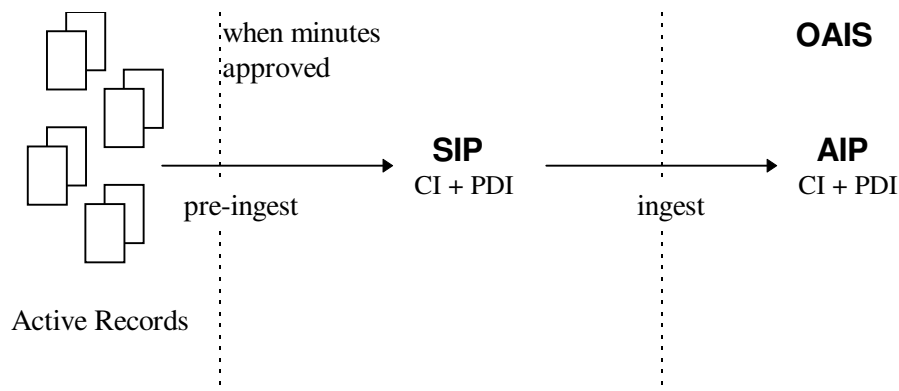 when minutes
approved
OAIS
SIP
AIP
CI + PDI
CI + PDI
pre-ingest
ingest
Active Records